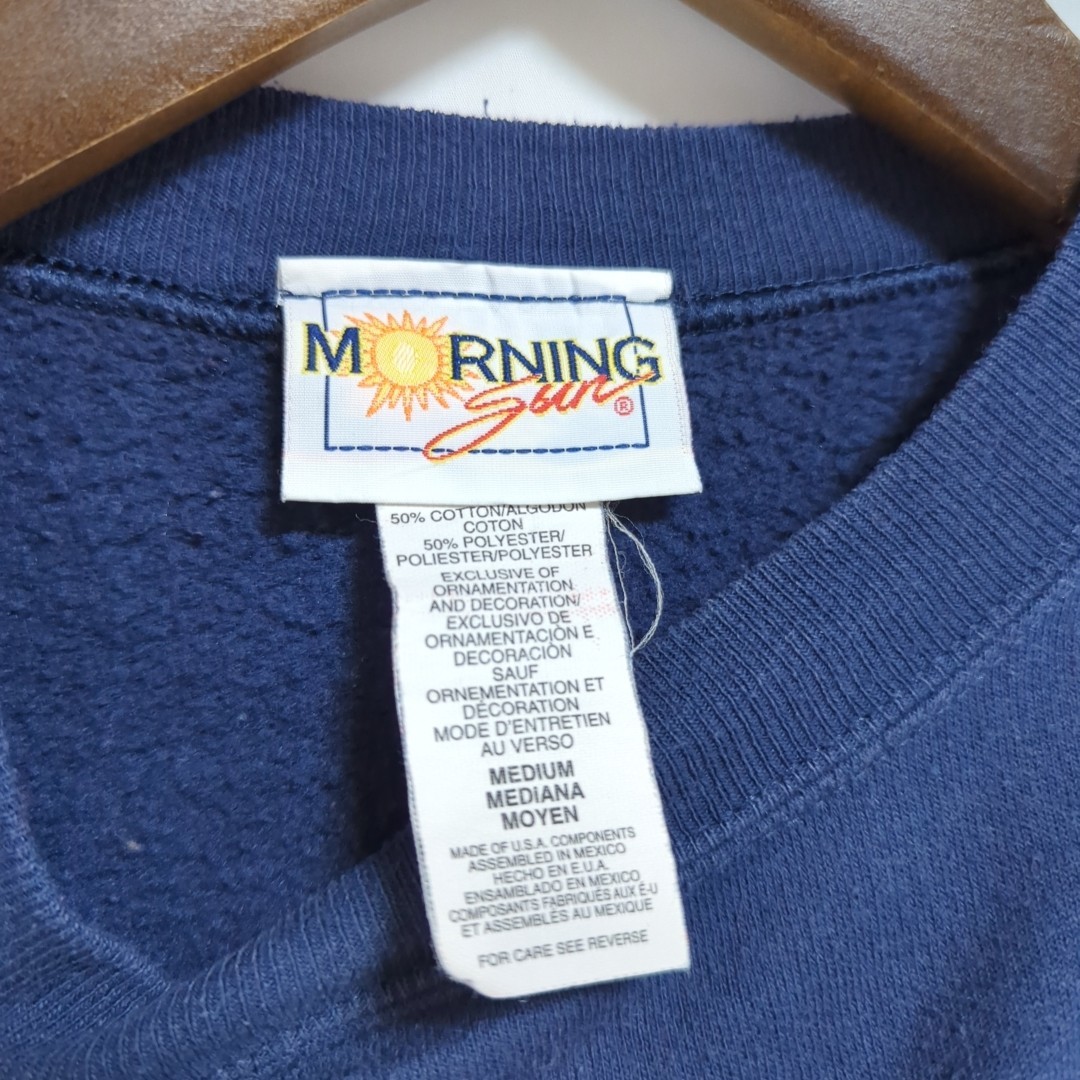 MORNING
Sun ®
50% COTTON/ALGODON
COTON
50% POLYESTER/
POLIESTER/POLYESTER
EXCLUSIVE OF
ORNAMENTATION
AND DECORATION/
EXCLUSIVO DE
ORNAMENTACIÒN E
DECORACIÒN
SAUF
ORNEMENTATION ET
DÉCORATION
MODE D'ENTRETIEN
AU VERSO
MEDIUM
MEDIANA
MOYEN
MADE OF U.S.A. COMPONENTS
ASSEMBLED IN MEXICO
HECHO EN E.U.A.
ENSAMBLADO EN MEXICO
COMPOSANTS FABRIQUÉS AUX É-U
ET ASSEMBLÉS AU MEXIQUE
FOR CARE SEE REVERSE